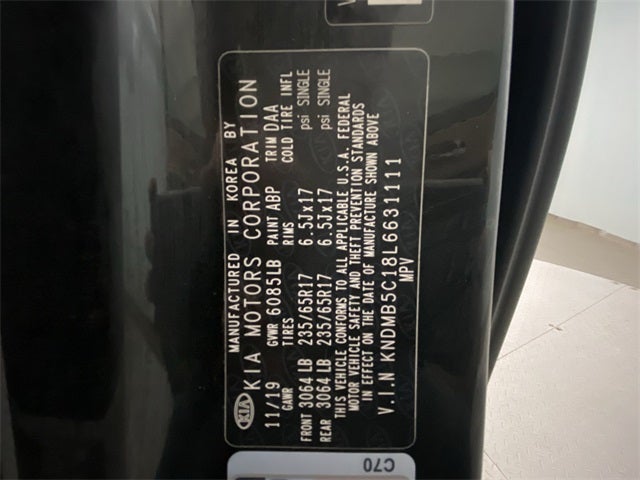 MANUFACTURED IN KOREA BY
KIA KIA MOTORS CORPORATION
11/19 GVWR 6085LB PAINT ABP TRIM DAA
GAWR TIRES RIMS COLD TIRE INFL
FRONT 3064LB 235/65R17 6.5Jx17 psi SINGLE
REAR 3064LB 235/65R17 6.5Jx17 psi SINGLE
THIS VEHICLE CONFORMS TO ALL APPLICABLE U.S.A. FEDERAL
MOTOR VEHICLE SAFETY AND THEFT PREVENTION STANDARDS
IN EFFECT ON THE DATE OF MANUFACTURE SHOWN ABOVE
V.I.N KNDMB5C18L6631111
MPV
C70